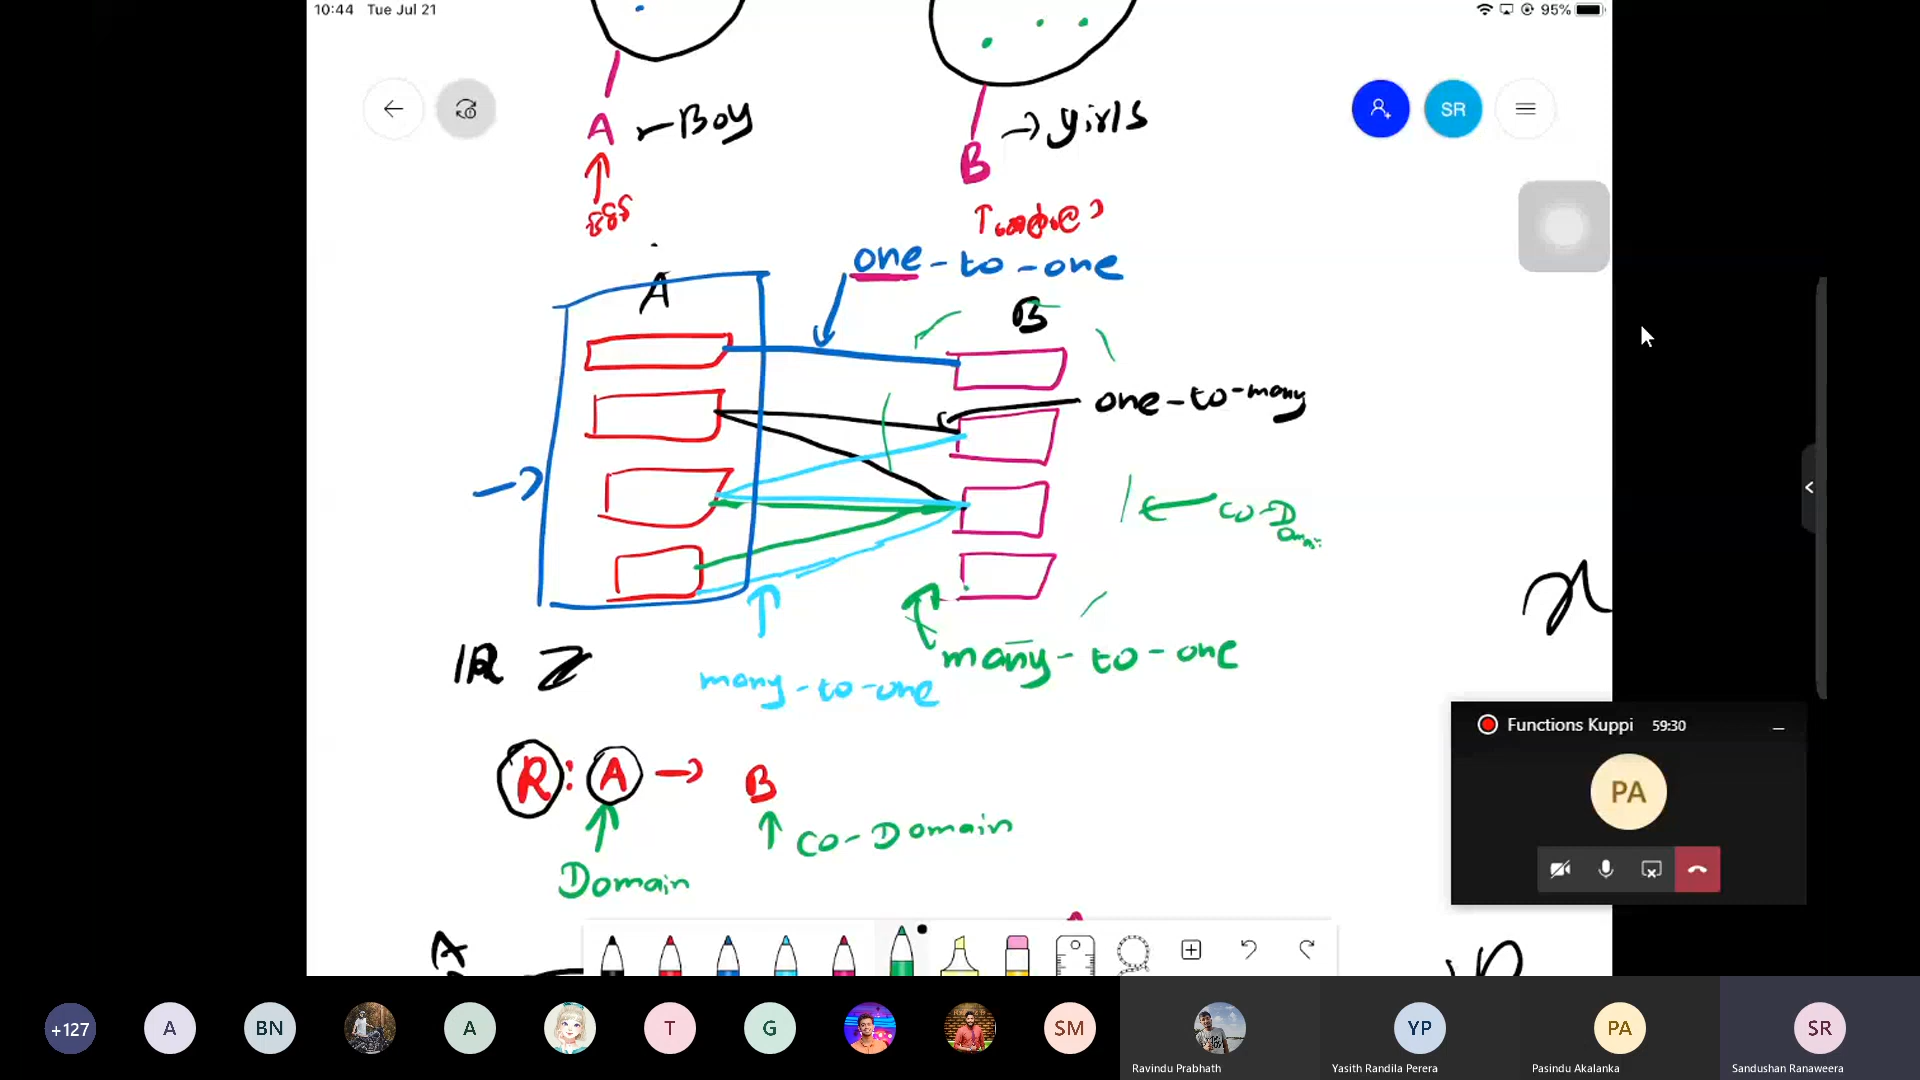 10:44 Tue Jul 21
95%
A Boy
B → girls
SR
one-to-one
A
B
one-to-many
Co-Domain
IR Z
many-to-one
many-to-one
x
R : A → B
Co-Domain
Domain
Functions Kuppi 59:30
PA
A
+127
A
BN
A
T
G
SM
YP
PA
SR
Ravindu Prabhath
Yasith Randila Perera
Pasindu Akalanka
Sandushan Ranaweera